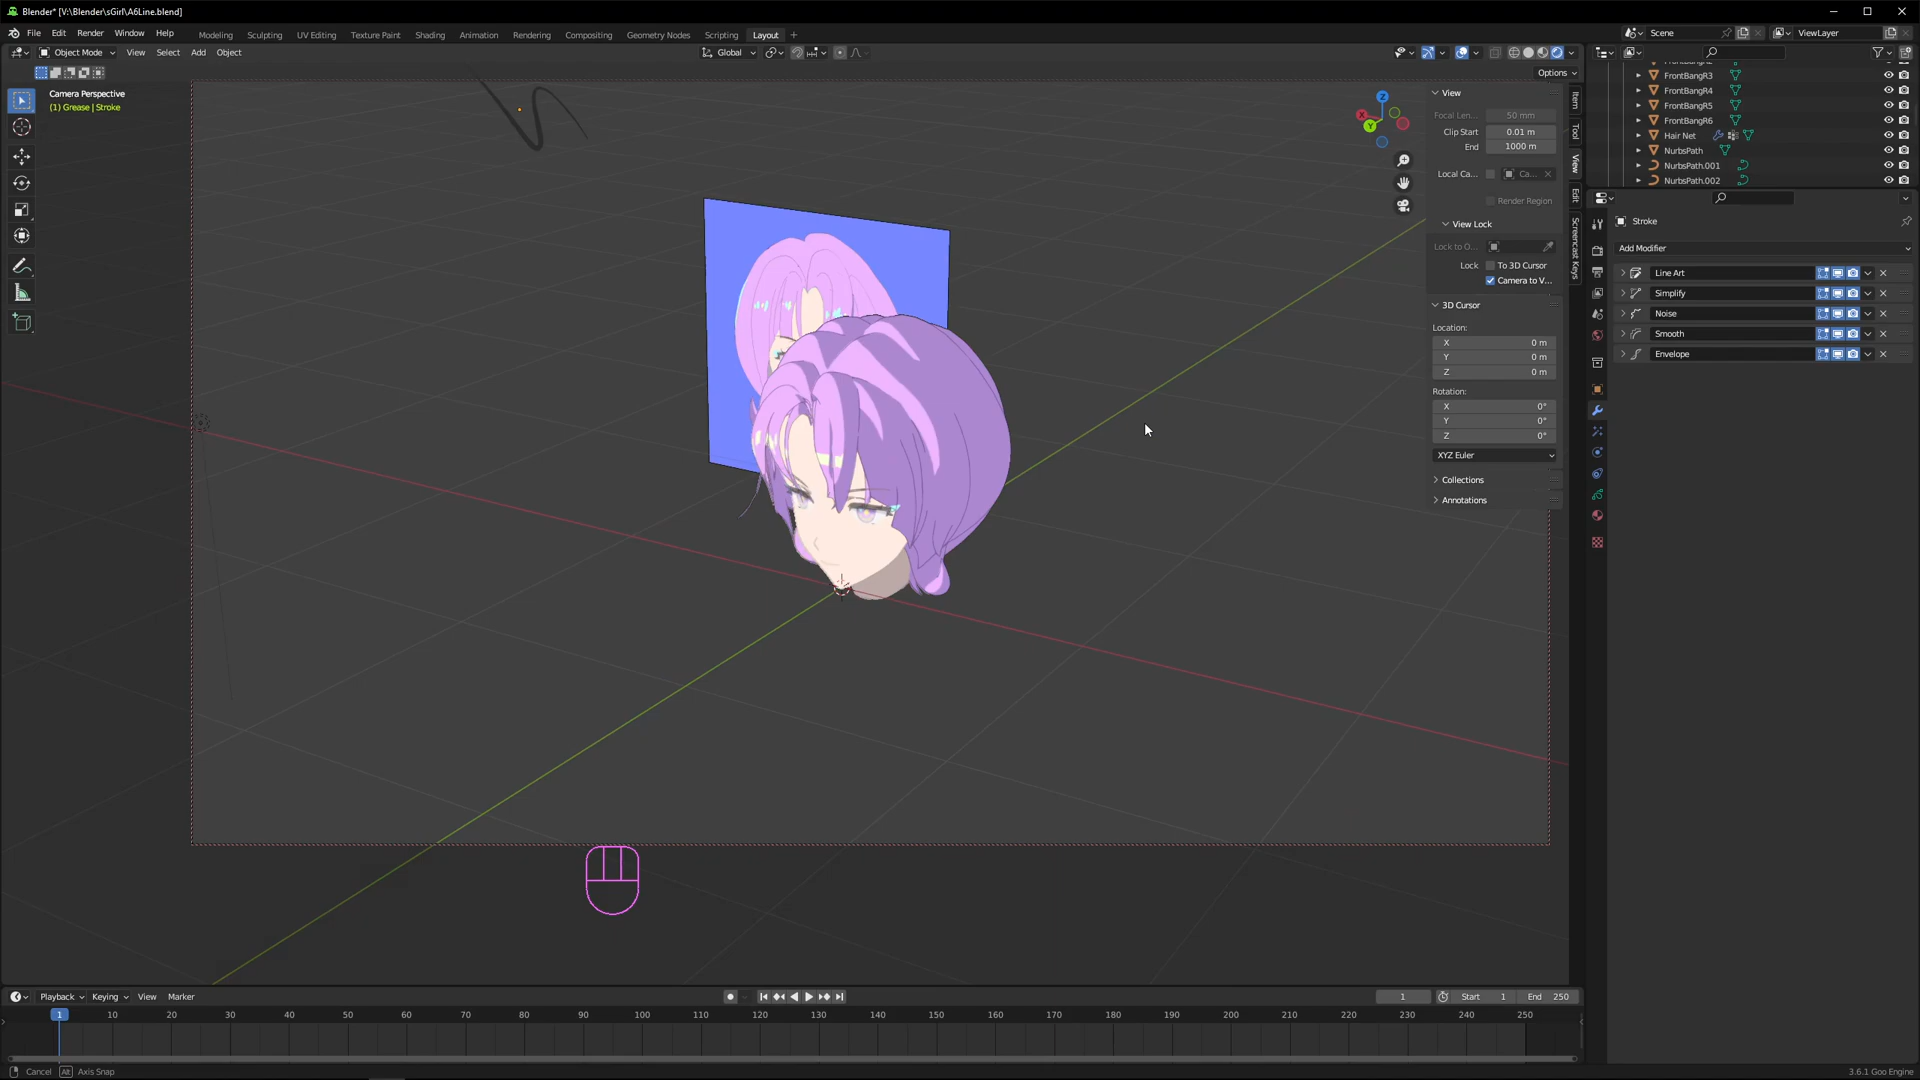 Blender* [V:\Blender\sGirl\A6Line.blend]
File Edit Render Window Help
Modeling Sculpting UV Editing Texture Paint Shading Animation Rendering Compositing Geometry Nodes Scripting Layout
Scene ViewLayer
Object Mode View Select Add Object
Global
Options
Camera Perspective
(1) Grease | Stroke
View
Focal Len... 50 mm
Clip Start 0.01 m
End 1000 m
Local Ca... Ca...
Render Region
View Lock
Lock to O...
Lock To 3D Cursor
Camera to V...
3D Cursor
Location:
X 0 m
Y 0 m
Z 0 m
Rotation:
X 0°
Y 0°
Z 0°
XYZ Euler
Collections
Annotations
Item
Tool
View
Edit
Screencast Keys
FrontBangR3
FrontBangR4
FrontBangR5
FrontBangR6
Hair Net
NurbsPath
NurbsPath.001
NurbsPath.002
Stroke
Add Modifier
Line Art
Simplify
Noise
Smooth
Envelope
X
Y
Z
Playback Keying View Marker
1 Start 1 End 250
1 10 20 30 40 50 60 70 80 90 100 110 120 130 140 150 160 170 180 190 200 210 220 230 240 250
Cancel Alt Axis Snap
3.6.1 Goo Engine